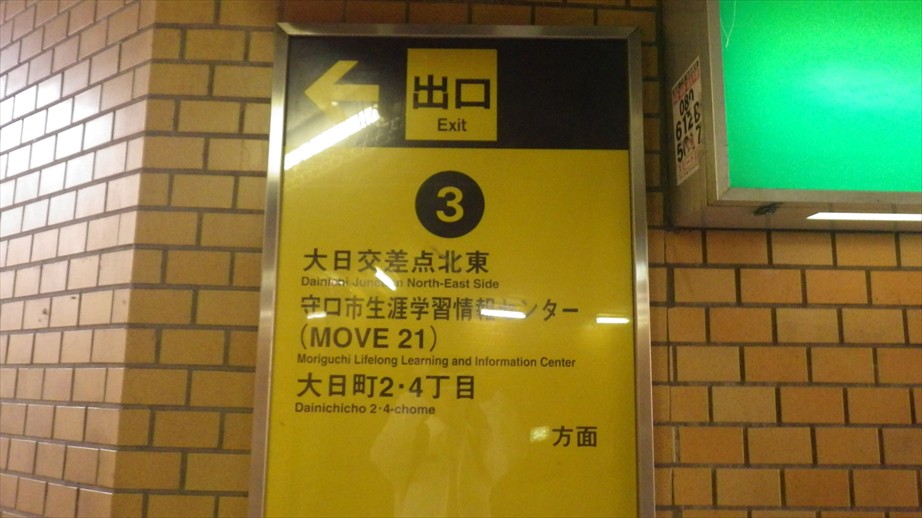 出口
Exit
3
大日交差点北東
Dainichi Junction North-East Side
守口市生涯学習情報センター
(MOVE 21)
Moriguchi Lifelong Learning and Information Center
大日町2・4丁目
Dainichicho 2・4-chome
方面